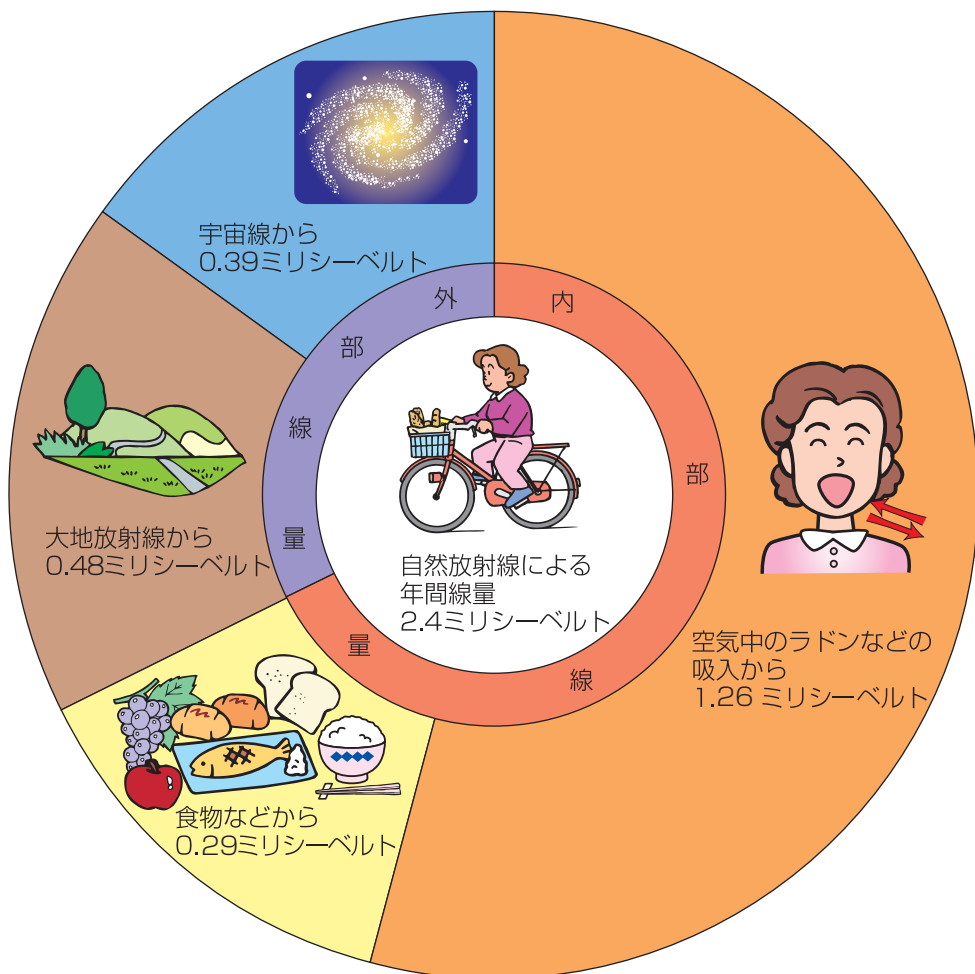 宇宙線から
0.39ミリシーベルト
外部線量
内部線量
大地放射線から
0.48ミリシーベルト
自然放射線による
年間線量
2.4ミリシーベルト
空気中のラドンなどの
吸入から
1.26 ミリシーベルト
食物などから
0.29ミリシーベルト